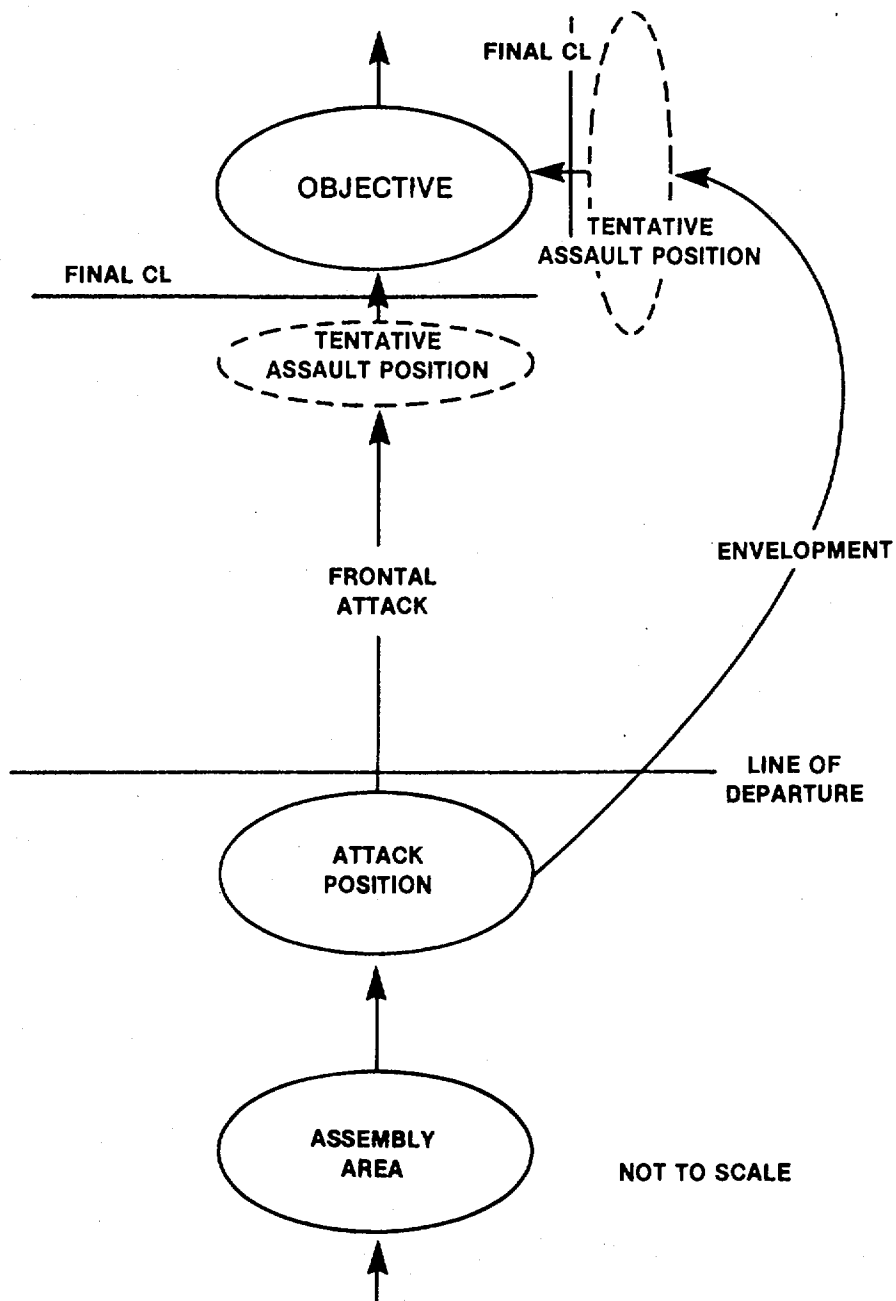 FINAL CL
OBJECTIVE
TENTATIVE
ASSAULT POSITION
FINAL CL
TENTATIVE
ASSAULT POSITION
ENVELOPMENT
FRONTAL
ATTACK
LINE OF
DEPARTURE
ATTACK
POSITION
ASSEMBLY
AREA
NOT TO SCALE